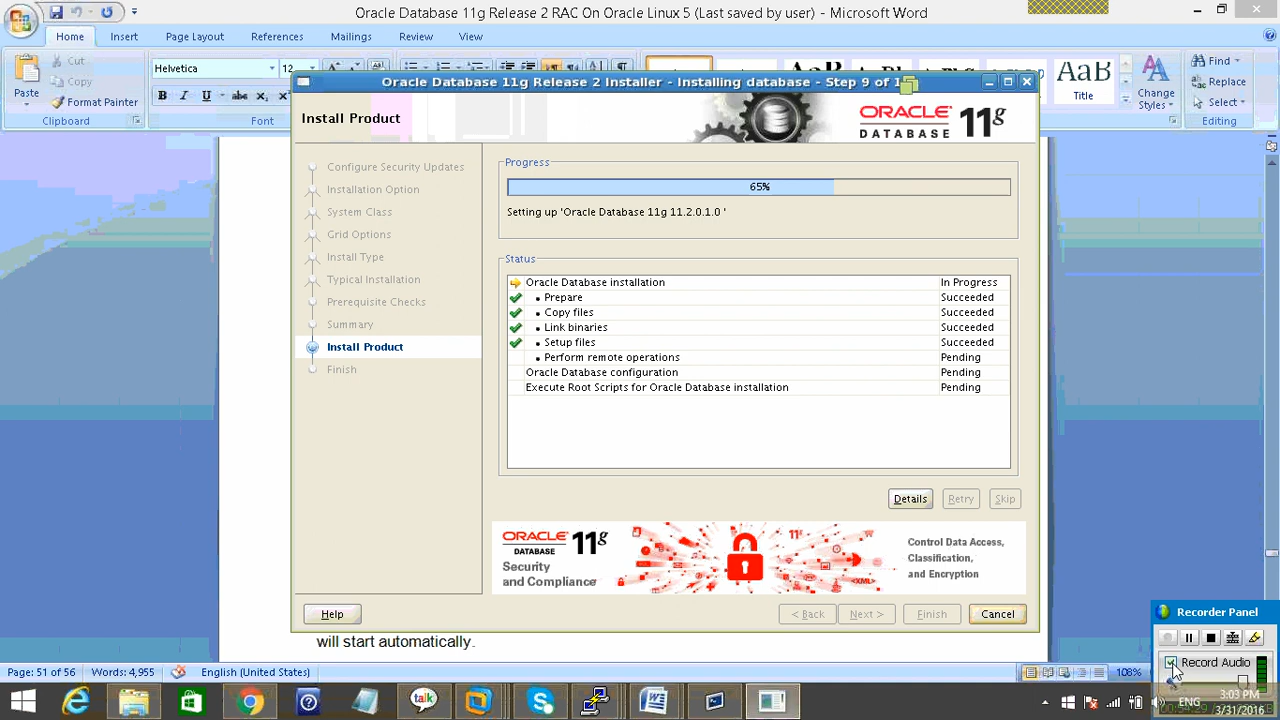 Oracle Database 11g Release 2 RAC On Oracle Linux 5 (Last saved by user) - Microsoft Word
Home Insert Page Layout References Mailings Review View
Paste
Cut
Copy
Format Painter
Clipboard
Helvetica 12
Font
Title
Change Styles
Find
Replace
Select
Editing
Oracle Database 11g Release 2 Installer - Installing database - Step 9 of 1
Install Product
ORACLE DATABASE 11g
Configure Security Updates
Installation Option
System Class
Grid Options
Install Type
Typical Installation
Prerequisite Checks
Summary
Install Product
Finish
Progress
65%
Setting up 'Oracle Database 11g 11.2.0.1.0 '
Status
Oracle Database installation In Progress
• Prepare Succeeded
• Copy files Succeeded
• Link binaries Succeeded
• Setup files Succeeded
• Perform remote operations Pending
Oracle Database configuration Pending
Execute Root Scripts for Oracle Database installation Pending
Details Retry Skip
ORACLE DATABASE 11g
Security
and Compliance
11g
<XML>
Control Data Access,
Classification,
and Encryption
Help < Back Next > Finish Cancel
will start automatically.
Recorder Panel
Record Audio
Page: 51 of 56 Words: 4,955 English (United States) 108%
talk
ENG
3:03 PM
3/31/2016